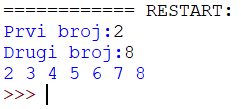 ============ RESTART:
Prvi broj:2
Drugi broj:8
2 3 4 5 6 7 8
>>>